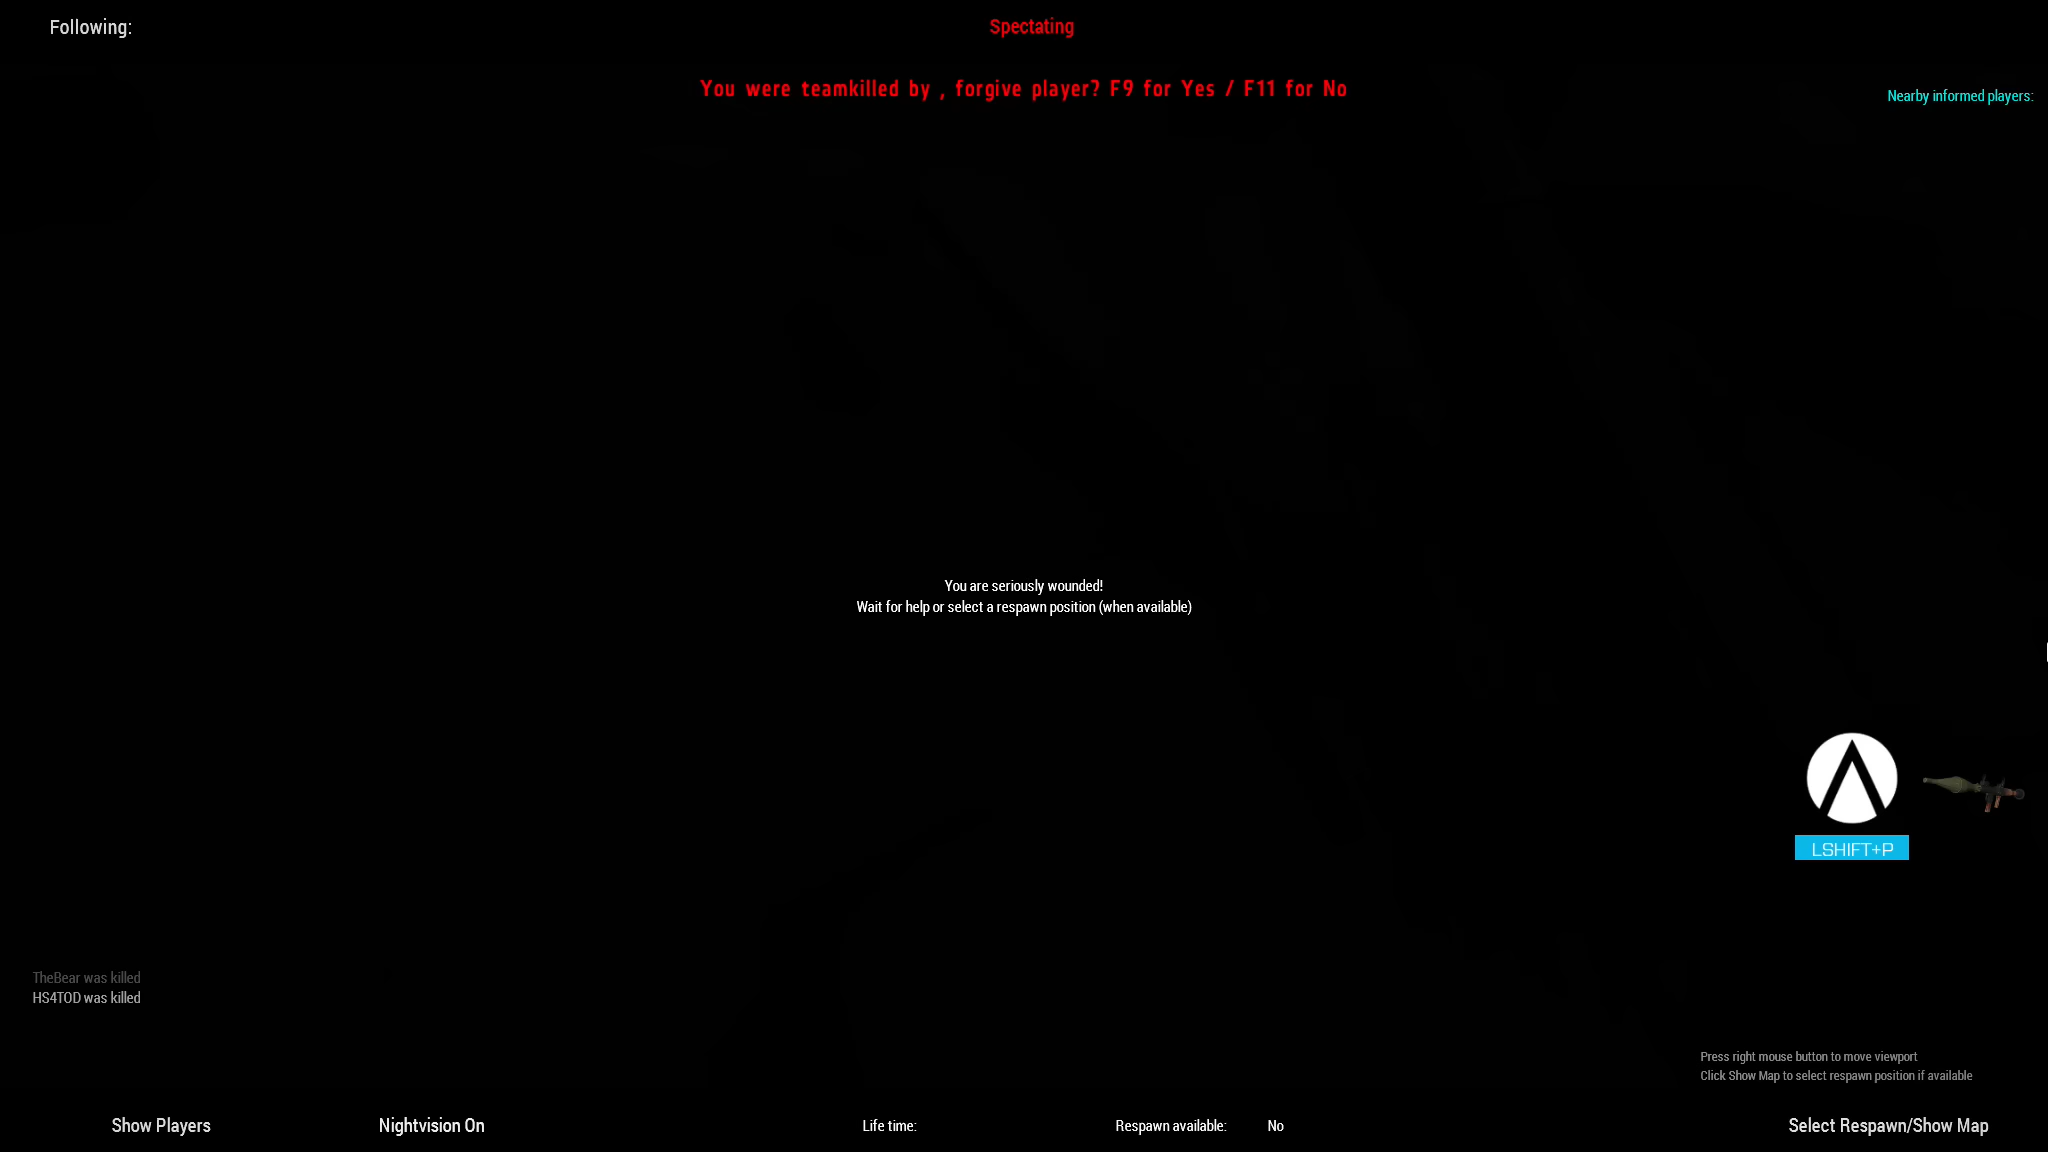 Following:
Spectating
You were teamkilled by , forgive player? F9 for Yes / F11 for No
Nearby informed players:
You are seriously wounded!
Wait for help or select a respawn position (when available)
LSHIFT+P
TheBear was killed
HS4TOD was killed
Press right mouse button to move viewport
Click Show Map to select respawn position if available
Show Players
Nightvision On
Life time:
Respawn available: No
Select Respawn/Show Map